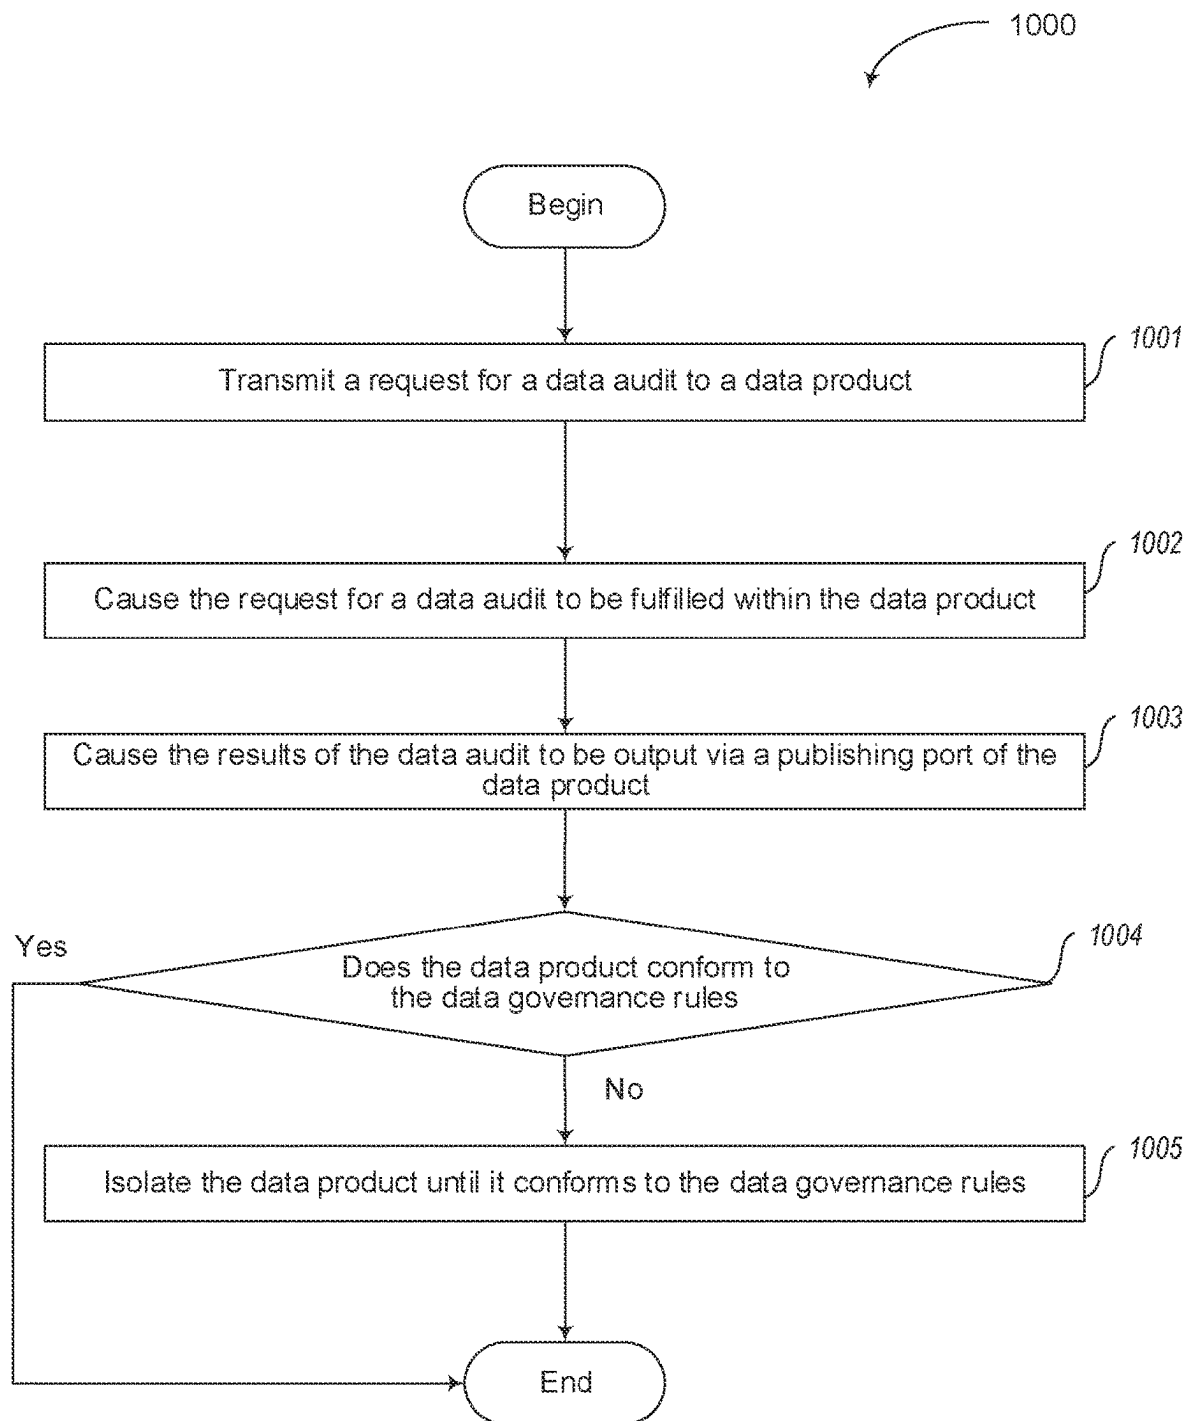 1000
Begin
1001
Transmit a request for a data audit to a data product
1002
Cause the request for a data audit to be fulfilled within the data product
1003
Cause the results of the data audit to be output via a publishing port of the
data product
Yes
1004
Does the data product conform to
the data governance rules
No
1005
Isolate the data product until it conforms to the data governance rules
End